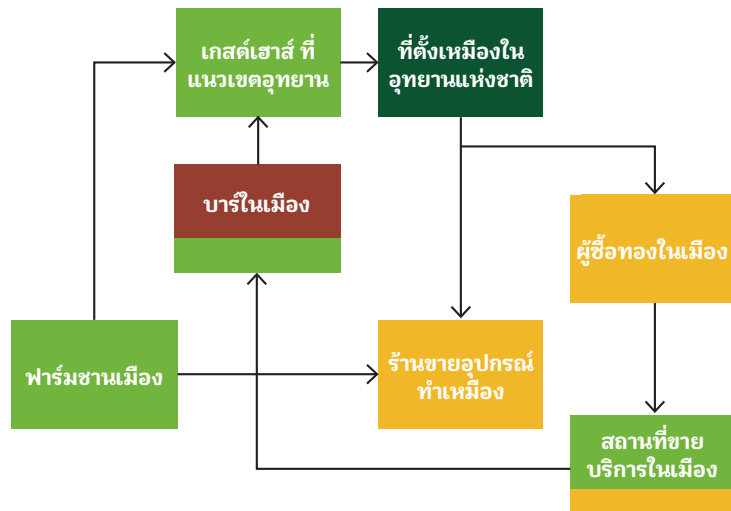 เกสต์เฮาส์ ที่
แนวเขตอุทยาน
ที่ตั้งเหมืองใน
อุทยานแห่งชาติ
บาร์ในเมือง
ผู้ซื้อทองในเมือง
ฟาร์มชานเมือง
ร้านขายอุปกรณ์
ทำเหมือง
สถานที่ขาย
บริการในเมือง